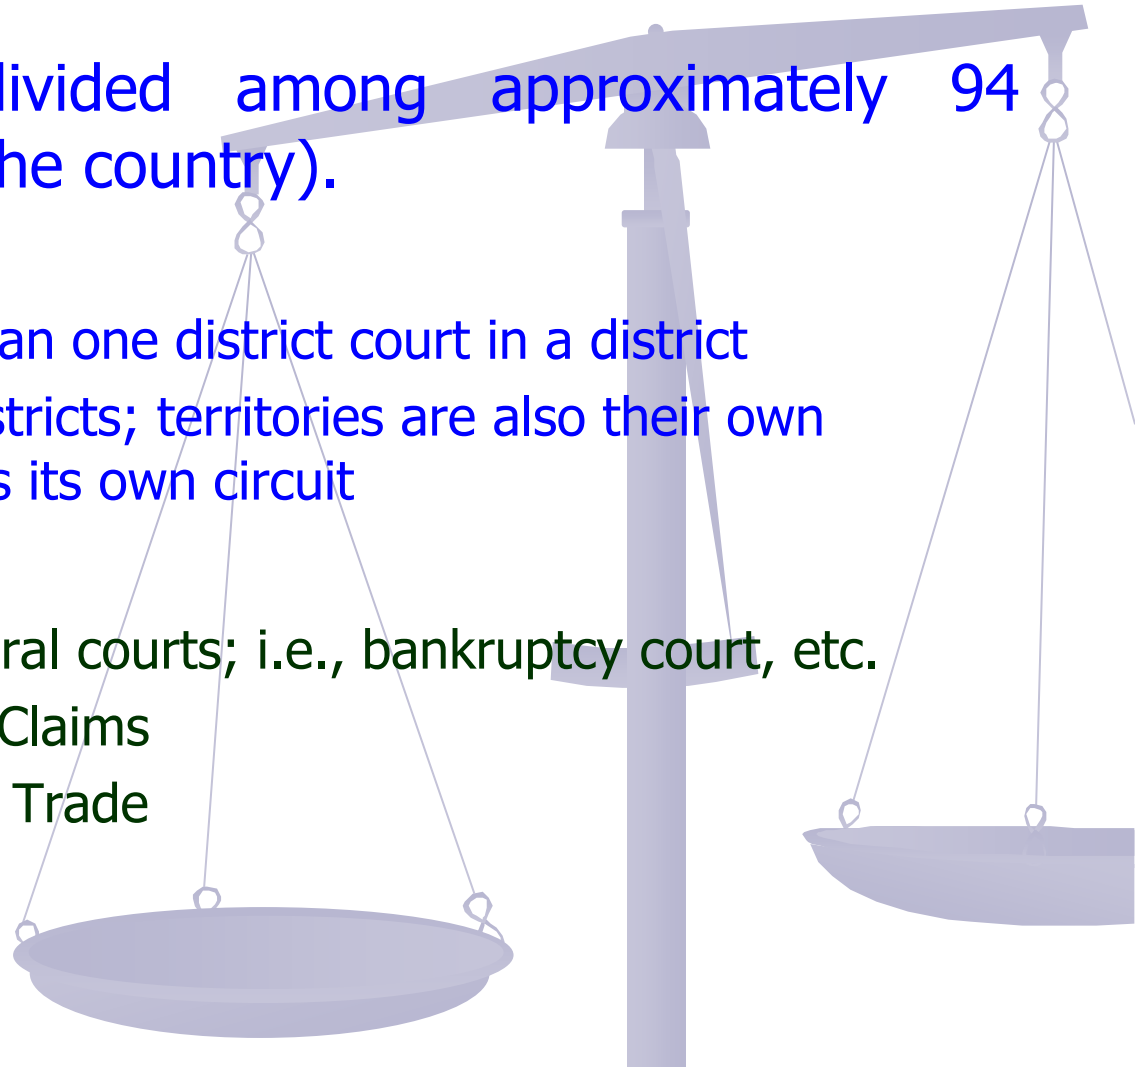 among approximately 94
he country).
an one district court in a district
stricts; territories are also their own
s its own circuit
ral courts; i.e., bankruptcy court, etc.
Claims
Trade